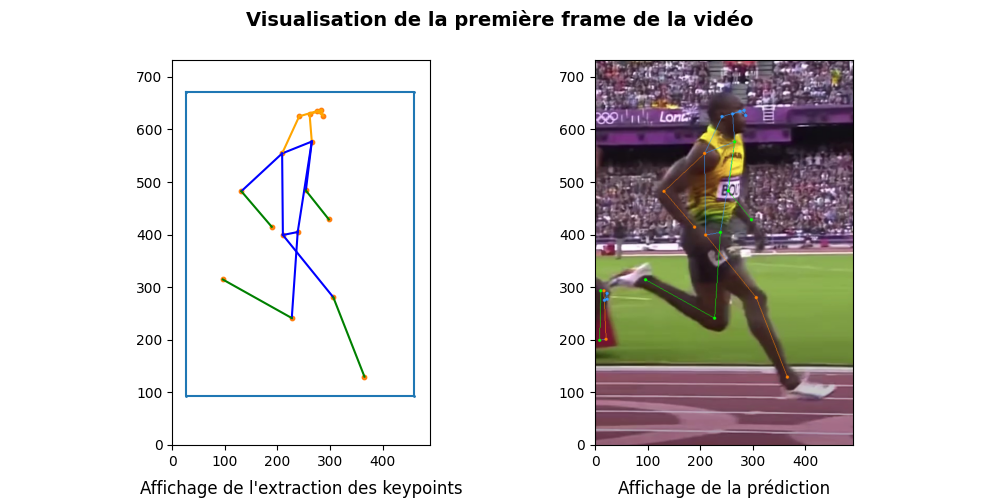 Visualisation de la première frame de la vidéo
700
600
500
400
300
200
100
0
0 100 200 300 400
Affichage de l'extraction des keypoints
700
600
500
400
300
200
100
0
0 100 200 300 400
Lond
BOL
Affichage de la prédiction